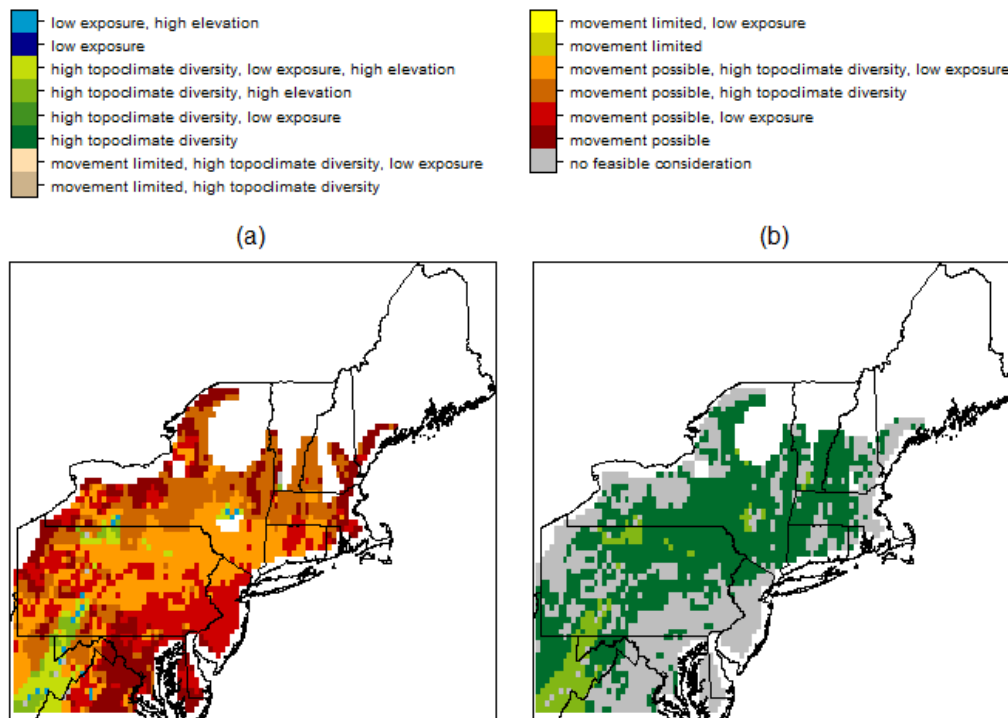 low exposure, high elevation
low exposure
high topoclimate diversity, low exposure, high elevation
high topoclimate diversity, high elevation
high topoclimate diversity, low exposure
high topoclimate diversity
movement limited, high topoclimate diversity, low exposure
movement limited, high topoclimate diversity
movement limited, low exposure
movement limited
movement possible, high topoclimate diversity, low exposure
movement possible, high topoclimate diversity
movement possible, low exposure
movement possible
no feasible consideration
(a)
(b)